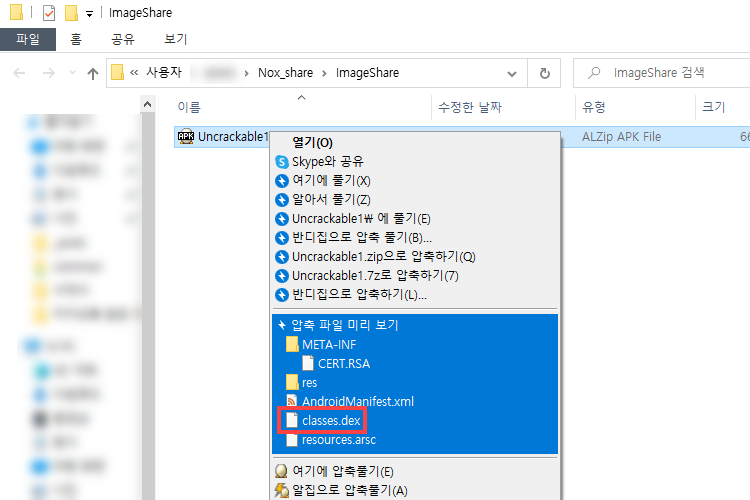 ImageShare
파일 홈 공유 보기
« 사용자 Nox_share ImageShare ImageShare 검색
이름 수정한 날짜 유형 크기
APK Uncrackable1 ALZip APK File 66
열기(O)
Skype와 공유
여기에 풀기(X)
알아서 풀기(Z)
Uncrackable1₩ 에 풀기(E)
반디집으로 압축 풀기(B)...
Uncrackable1.zip으로 압축하기(Q)
Uncrackable1.7z로 압축하기(7)
반디집으로 압축하기(L)...
압축 파일 미리 보기
META-INF
CERT.RSA
res
AndroidManifest.xml
classes.dex
resources.arsc
여기에 압축풀기(E)
알집으로 압축풀기(A)